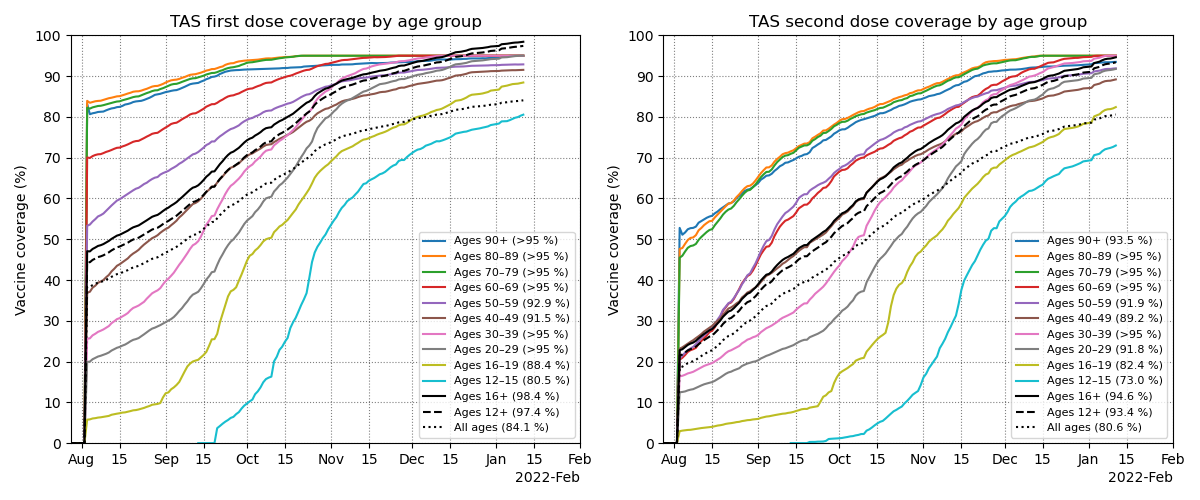 TAS first dose coverage by age group
Vaccine coverage (%)
100
90
80
70
60
50
40
30
20
10
0
Aug 15 Sep 15 Oct 15 Nov 15 Dec 15 Jan 15 Feb
2022-Feb
Ages 90+ (>95 %)
Ages 80–89 (>95 %)
Ages 70–79 (>95 %)
Ages 60–69 (>95 %)
Ages 50–59 (92.9 %)
Ages 40–49 (91.5 %)
Ages 30–39 (>95 %)
Ages 20–29 (>95 %)
Ages 16–19 (88.4 %)
Ages 12–15 (80.5 %)
Ages 16+ (98.4 %)
Ages 12+ (97.4 %)
All ages (84.1 %)
TAS second dose coverage by age group
Vaccine coverage (%)
100
90
80
70
60
50
40
30
20
10
0
Aug 15 Sep 15 Oct 15 Nov 15 Dec 15 Jan 15 Feb
2022-Feb
Ages 90+ (93.5 %)
Ages 80–89 (>95 %)
Ages 70–79 (>95 %)
Ages 60–69 (>95 %)
Ages 50–59 (91.9 %)
Ages 40–49 (89.2 %)
Ages 30–39 (>95 %)
Ages 20–29 (91.8 %)
Ages 16–19 (82.4 %)
Ages 12–15 (73.0 %)
Ages 16+ (94.6 %)
Ages 12+ (93.4 %)
All ages (80.6 %)